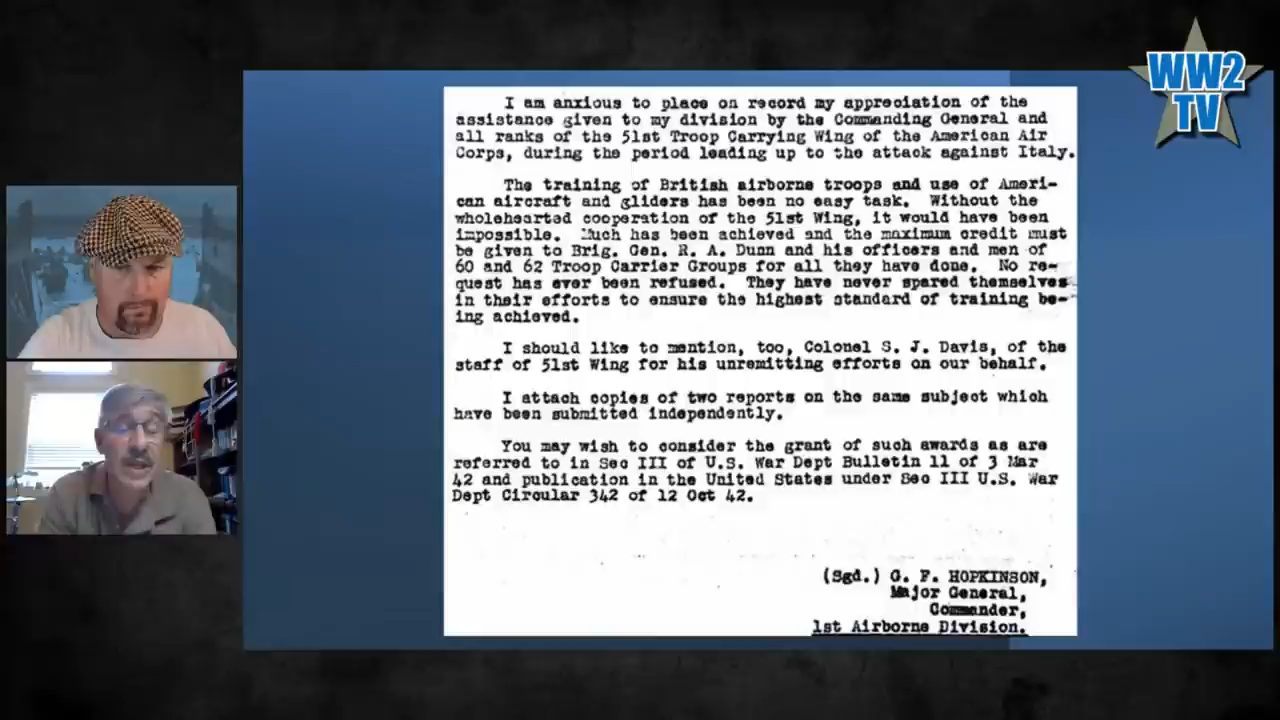 WW2
TV
I am anxious to place on record my appreciation of the
assistance given to my division by the Commanding General and
all ranks of the 51st Troop Carrying Wing of the American Air
Corps, during the period leading up to the attack against Italy.
The training of British airborne troops and use of Ameri-
can aircraft and gliders has been no easy task. Without the
wholehearted cooperation of the 51st Wing, it would have been
impossible. Much has been achieved and the maximum credit must
be given to Brig. Gen. R. A. Dunn and his officers and men of
60 and 62 Troop Carrier Groups for all they have done. No re-
quest has ever been refused. They have never spared themselves
in their efforts to ensure the highest standard of training be-
ing achieved.
I should like to mention, too, Colonel S. J. Davis, of the
staff of 51st Wing for his unremitting efforts on our behalf.
I attach copies of two reports on the same subject which
have been submitted independently.
You may wish to consider the grant of such awards as are
referred to in Sec III of U.S. War Dept Bulletin 11 of 3 Mar
42 and publication in the United States under Sec III U.S. War
Dept Circular 342 of 12 Oct 42.
(Sgd.) G. F. HOPKINSON,
Major General,
Commander,
1st Airborne Division.